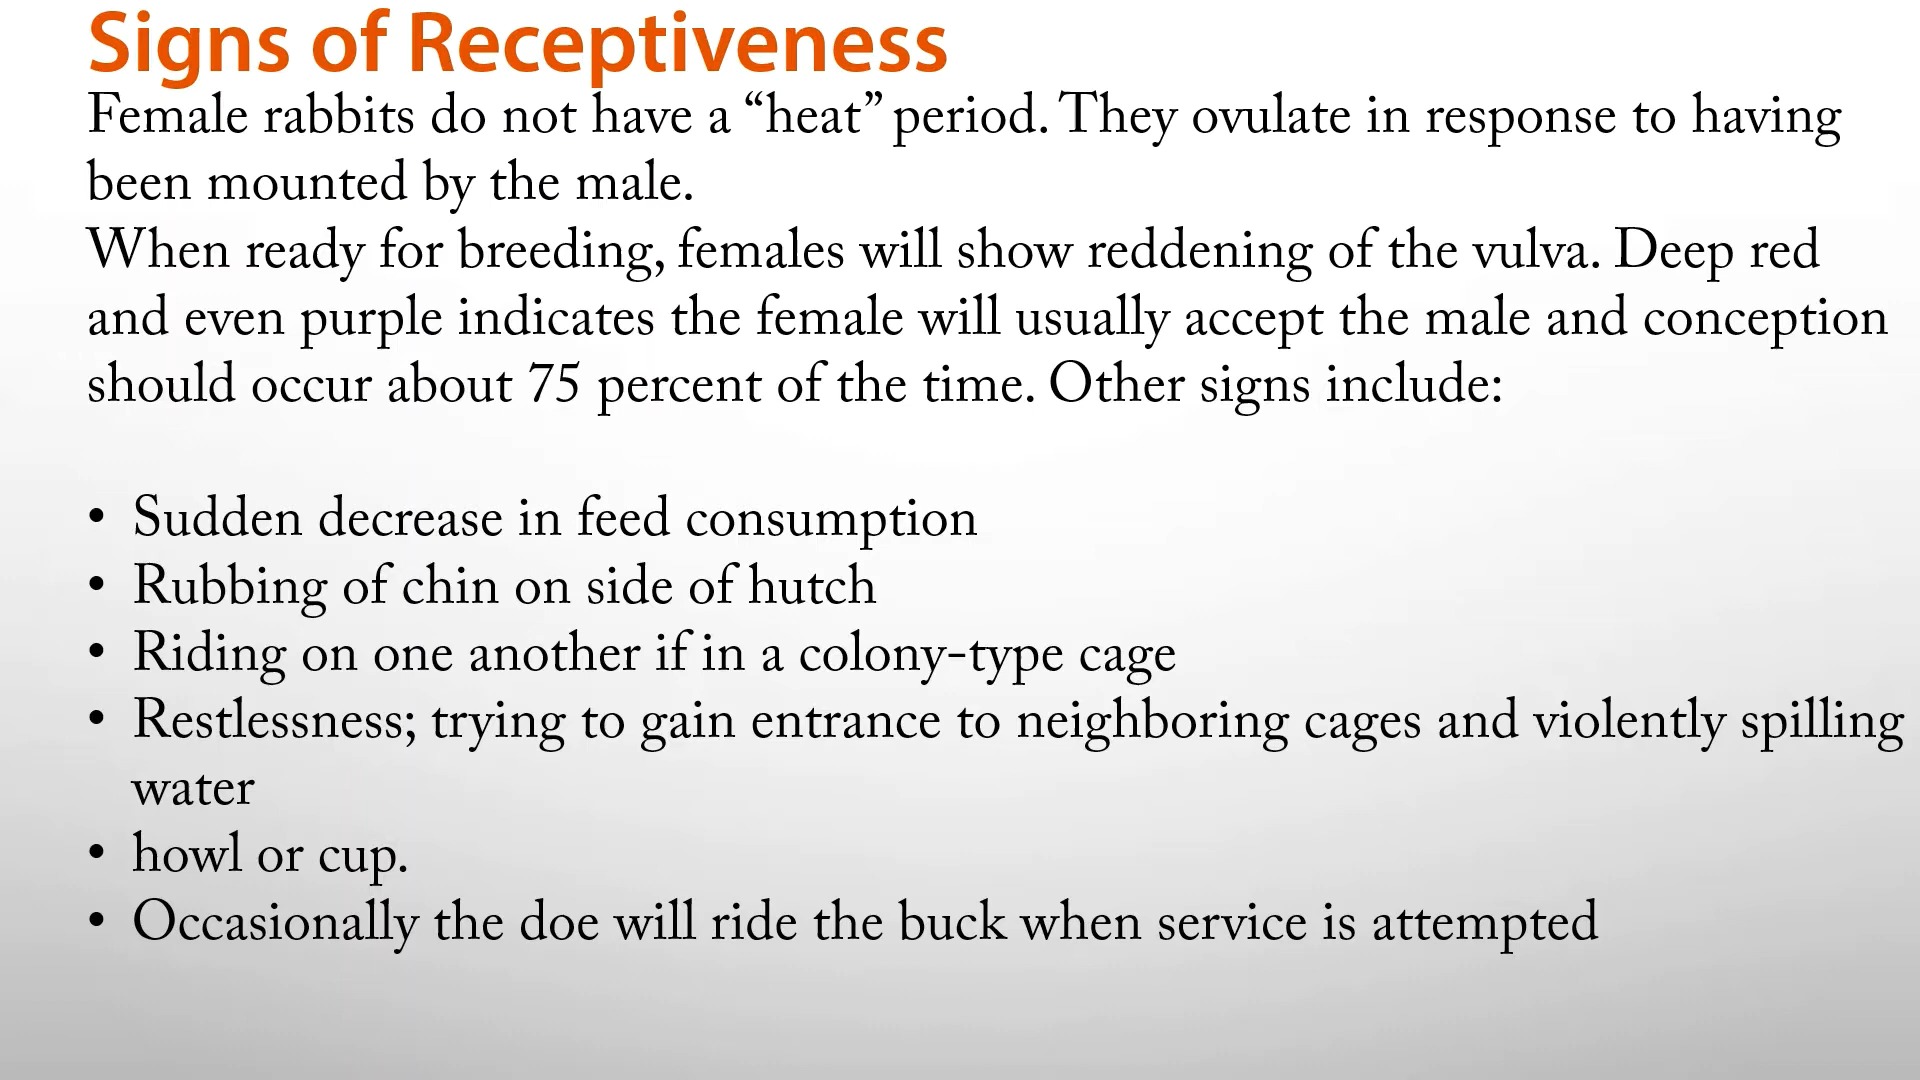 Signs of Receptiveness
Female rabbits do not have a “heat” period. They ovulate in response to having
been mounted by the male.
When ready for breeding, females will show reddening of the vulva. Deep red
and even purple indicates the female will usually accept the male and conception
should occur about 75 percent of the time. Other signs include:
• Sudden decrease in feed consumption
• Rubbing of chin on side of hutch
• Riding on one another if in a colony-type cage
• Restlessness; trying to gain entrance to neighboring cages and violently spilling
water
• howl or cup.
• Occasionally the doe will ride the buck when service is attempted